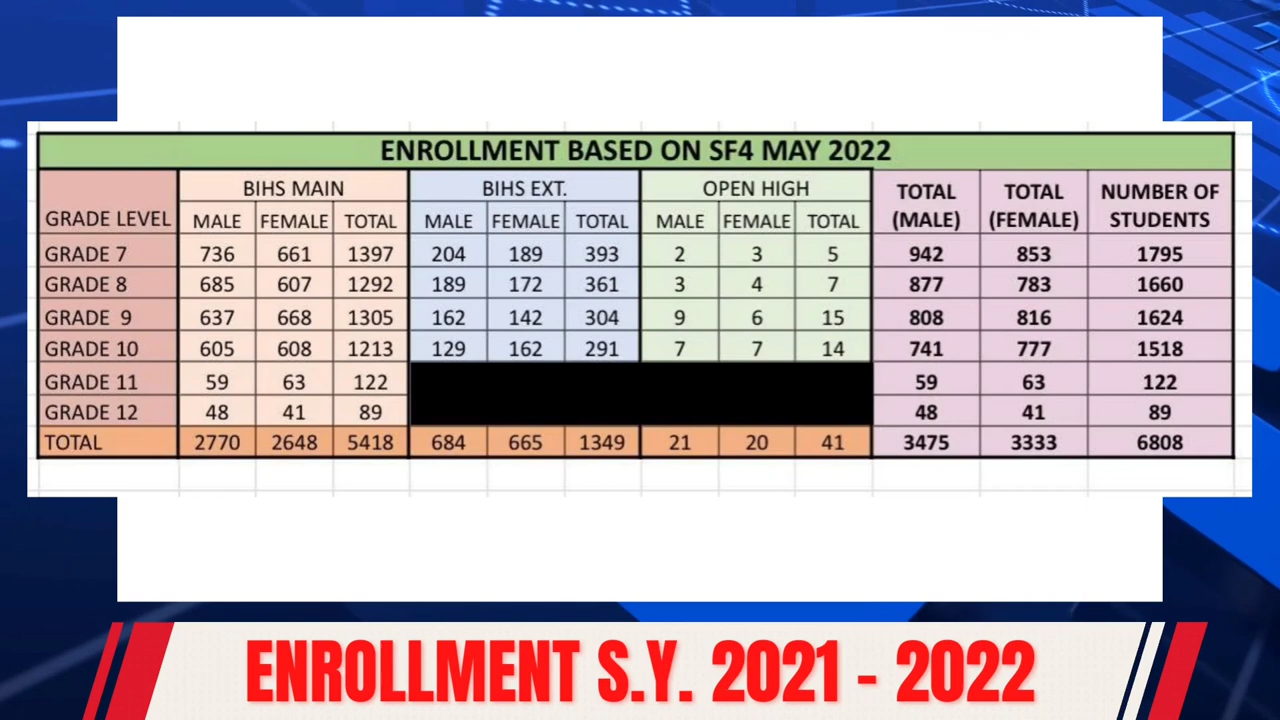 ENROLLMENT BASED ON SF4 MAY 2022
GRADE LEVEL BIHS MAIN BIHS EXT. OPEN HIGH TOTAL (MALE) TOTAL (FEMALE) NUMBER OF STUDENTS
MALE FEMALE TOTAL MALE FEMALE TOTAL MALE FEMALE TOTAL
GRADE 7 736 661 1397 204 189 393 2 3 5 942 853 1795
GRADE 8 685 607 1292 189 172 361 3 4 7 877 783 1660
GRADE 9 637 668 1305 162 142 304 9 6 15 808 816 1624
GRADE 10 605 608 1213 129 162 291 7 7 14 741 777 1518
GRADE 11 59 63 122 59 63 122
GRADE 12 48 41 89 48 41 89
TOTAL 2770 2648 5418 684 665 1349 21 20 41 3475 3333 6808
ENROLLMENT S.Y. 2021 - 2022